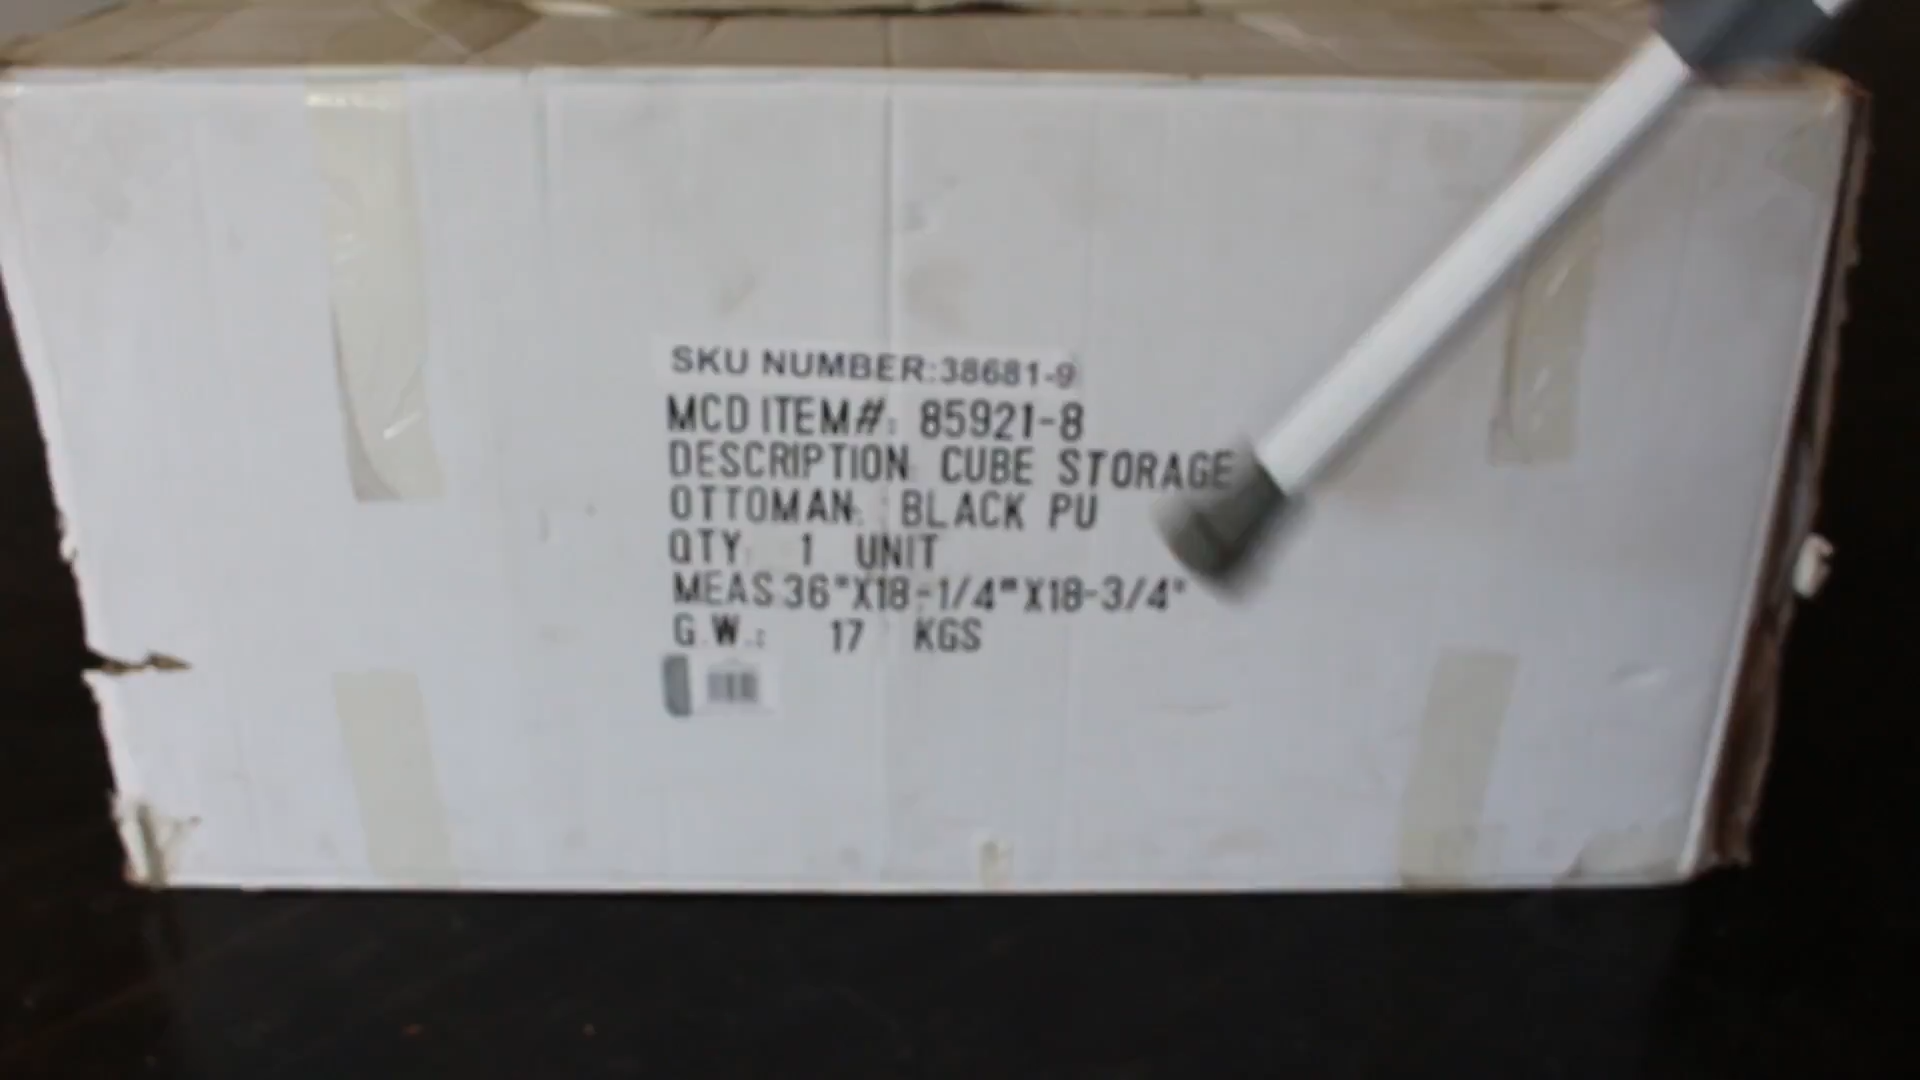 SKU NUMBER:38681-9
MCD ITEM#: 85921-8
DESCRIPTION: CUBE STORAGE
OTTOMAN: BLACK PU
QTY: 1 UNIT
MEAS:36"X18-1/4"X18-3/4"
G.W.: 17 KGS